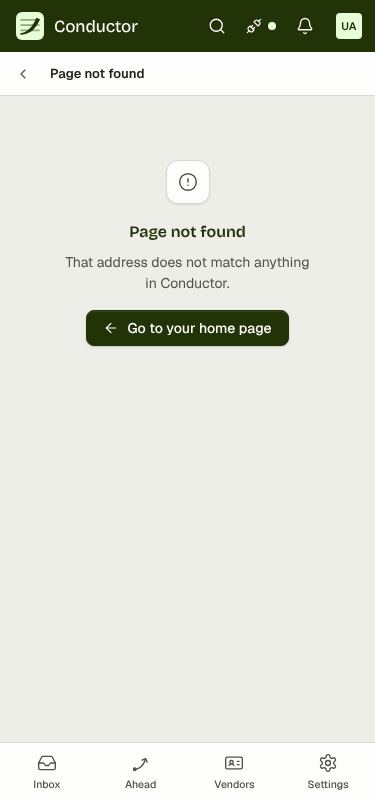 Conductor
UA
Page not found
Page not found
That address does not match anything
in Conductor.
Go to your home page
Inbox
Ahead
Vendors
Settings